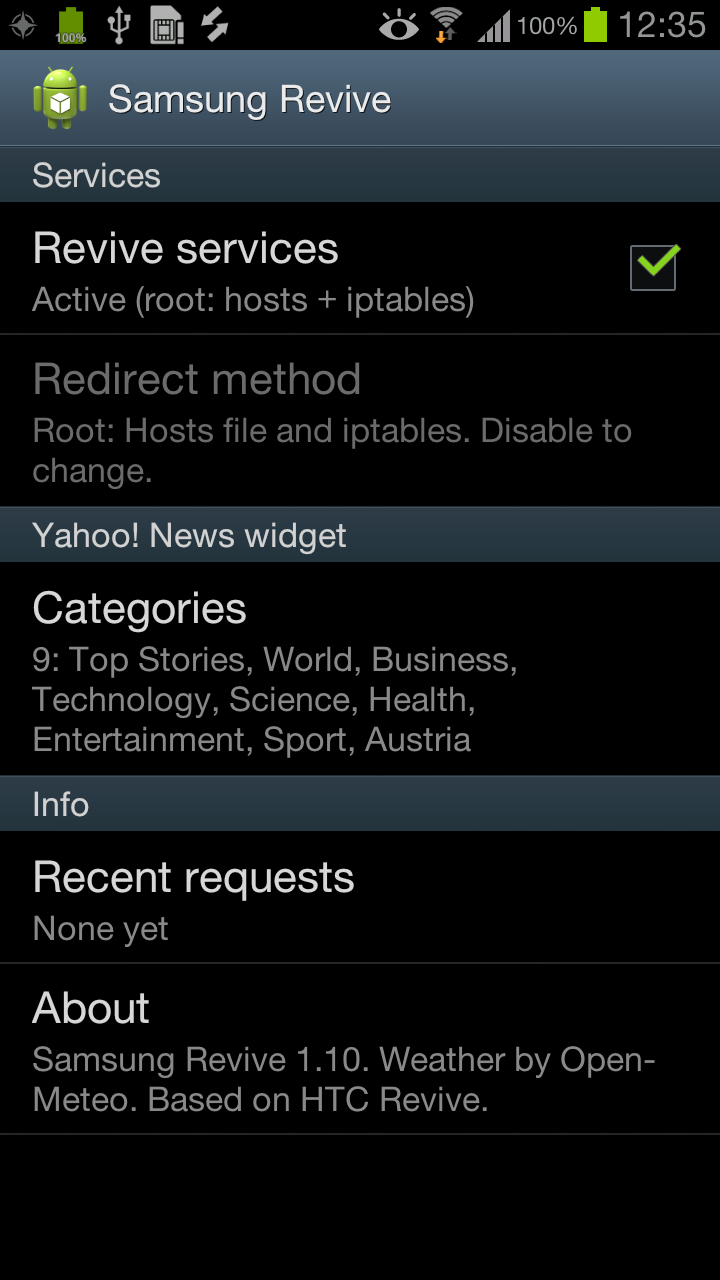 100%
100%
12:35
Samsung Revive
Services
Revive services
Active (root: hosts + iptables)
Redirect method
Root: Hosts file and iptables. Disable to
change.
Yahoo! News widget
Categories
9: Top Stories, World, Business,
Technology, Science, Health,
Entertainment, Sport, Austria
Info
Recent requests
None yet
About
Samsung Revive 1.10. Weather by Open-
Meteo. Based on HTC Revive.